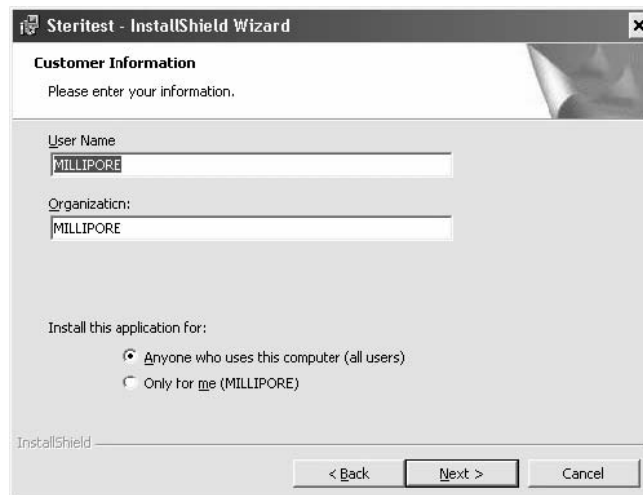 Steritest - InstallShield Wizard
Customer Information
Please enter your information.
User Name
MILLIPORE
Organization:
MILLIPORE
Install this application for:
Anyone who uses this computer (all users)
Only for me (MILLIPORE)
InstallShield
< Back Next > Cancel